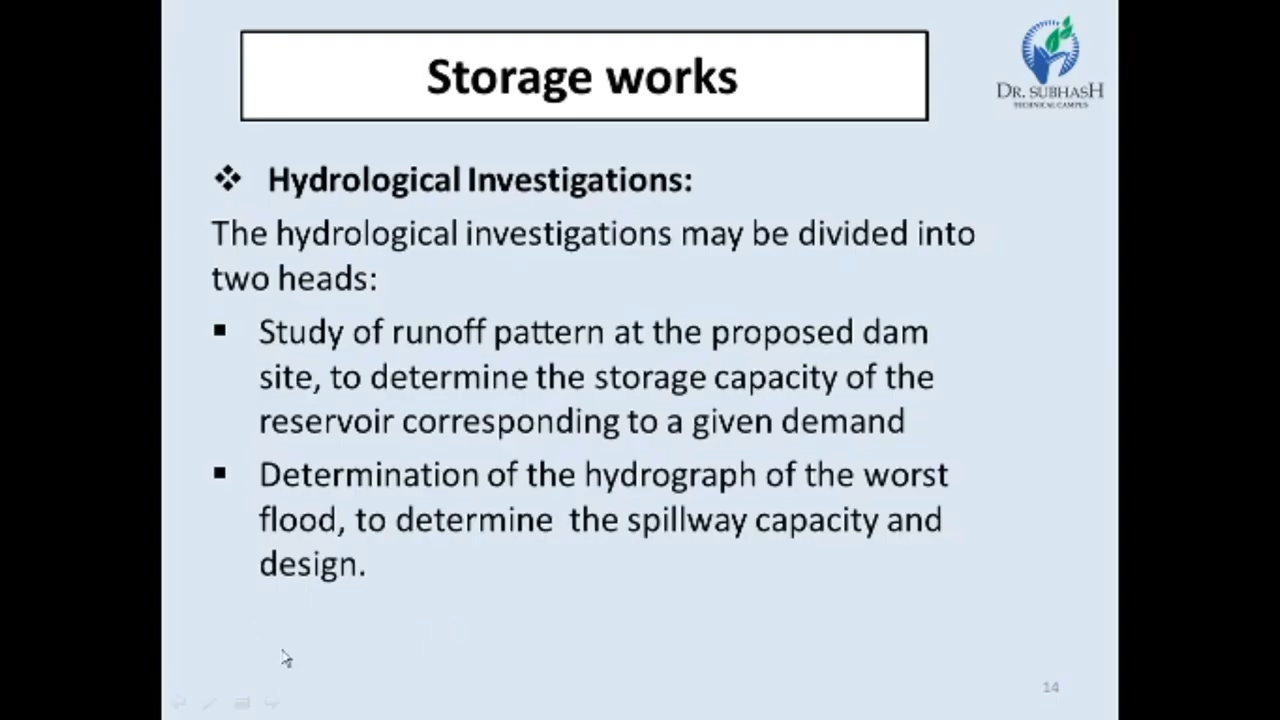 Storage works
DR. SUBHASH
TECHNICAL CAMPUS
❖ Hydrological Investigations:
The hydrological investigations may be divided into
two heads:
▪ Study of runoff pattern at the proposed dam
site, to determine the storage capacity of the
reservoir corresponding to a given demand
▪ Determination of the hydrograph of the worst
flood, to determine the spillway capacity and
design.
14